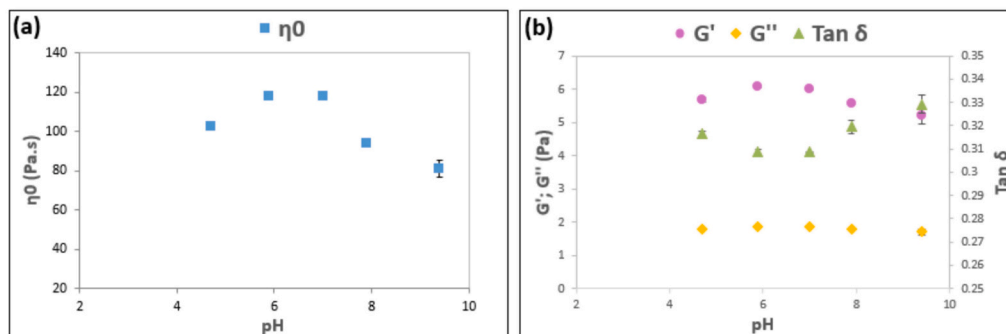 (a)
η0
140
120
100
80
60
40
20
η0 (Pa.s)
2 4 6 8 10
pH
(b)
G' G'' Tan δ
7
6
5
4
3
2
1
0
G'; G'' (Pa)
0.35
0.34
0.33
0.32
0.31
0.3
0.29
0.28
0.27
0.26
0.25
Tan δ
2 4 6 8 10
pH